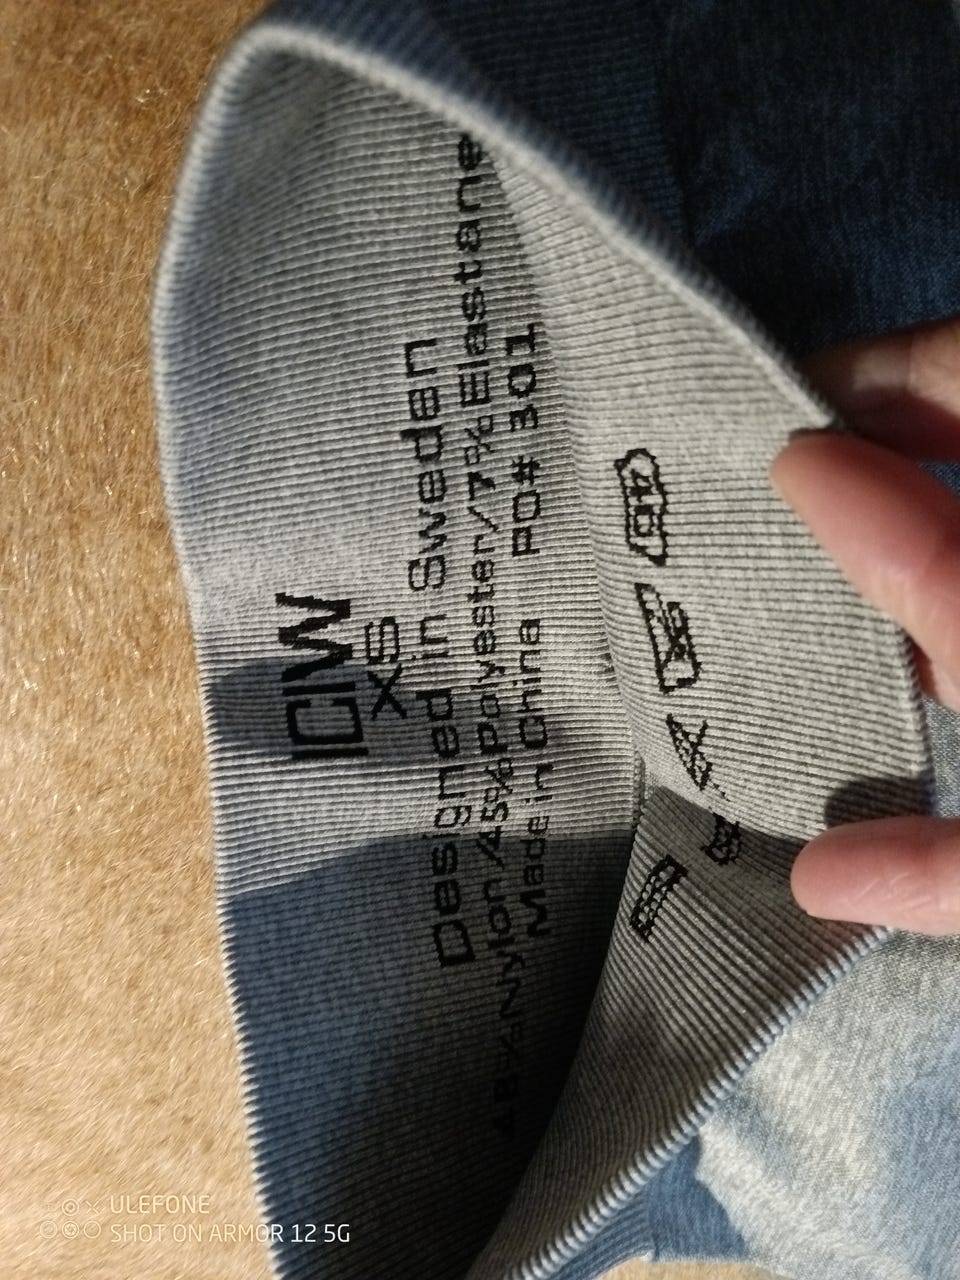 ICIW
XS
Designed in Sweden
48%Nylon/45%Polyester/7%Elastane
Made in China PO# 301
ULEFONE
SHOT ON ARMOR 12 5G